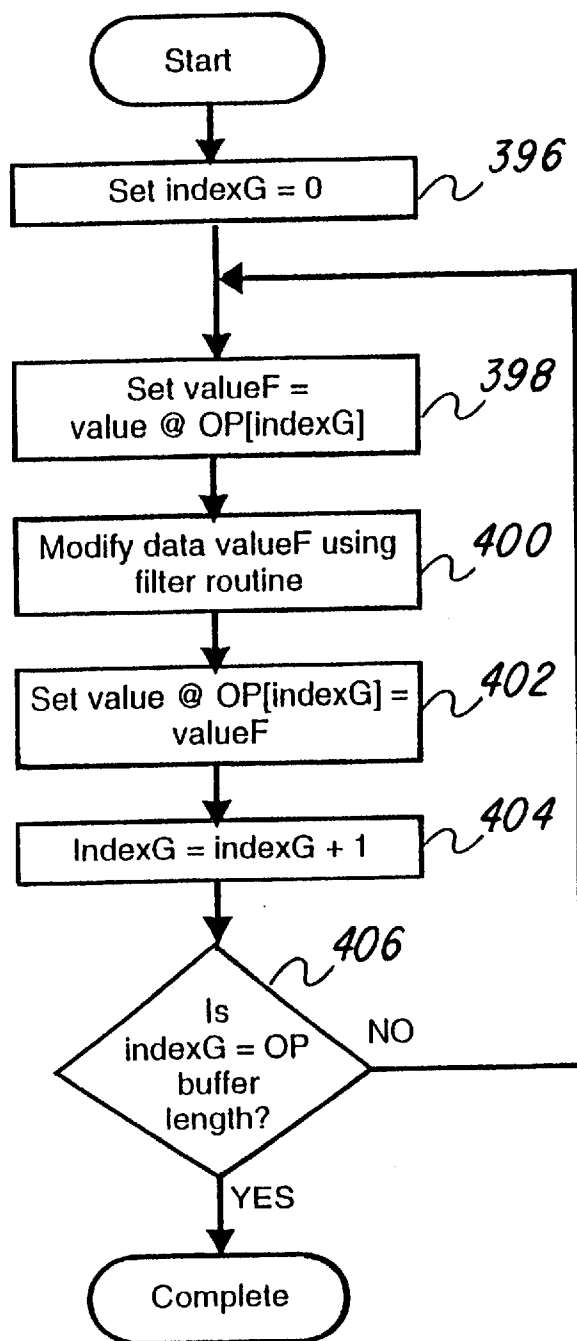 Start
396
Set indexG = 0
398
Set valueF =
value @ OP[indexG]
400
Modify data valueF using
filter routine
402
Set value @ OP[indexG] =
valueF
404
IndexG = indexG + 1
406
Is
indexG = OP
buffer
length?
NO
YES
Complete